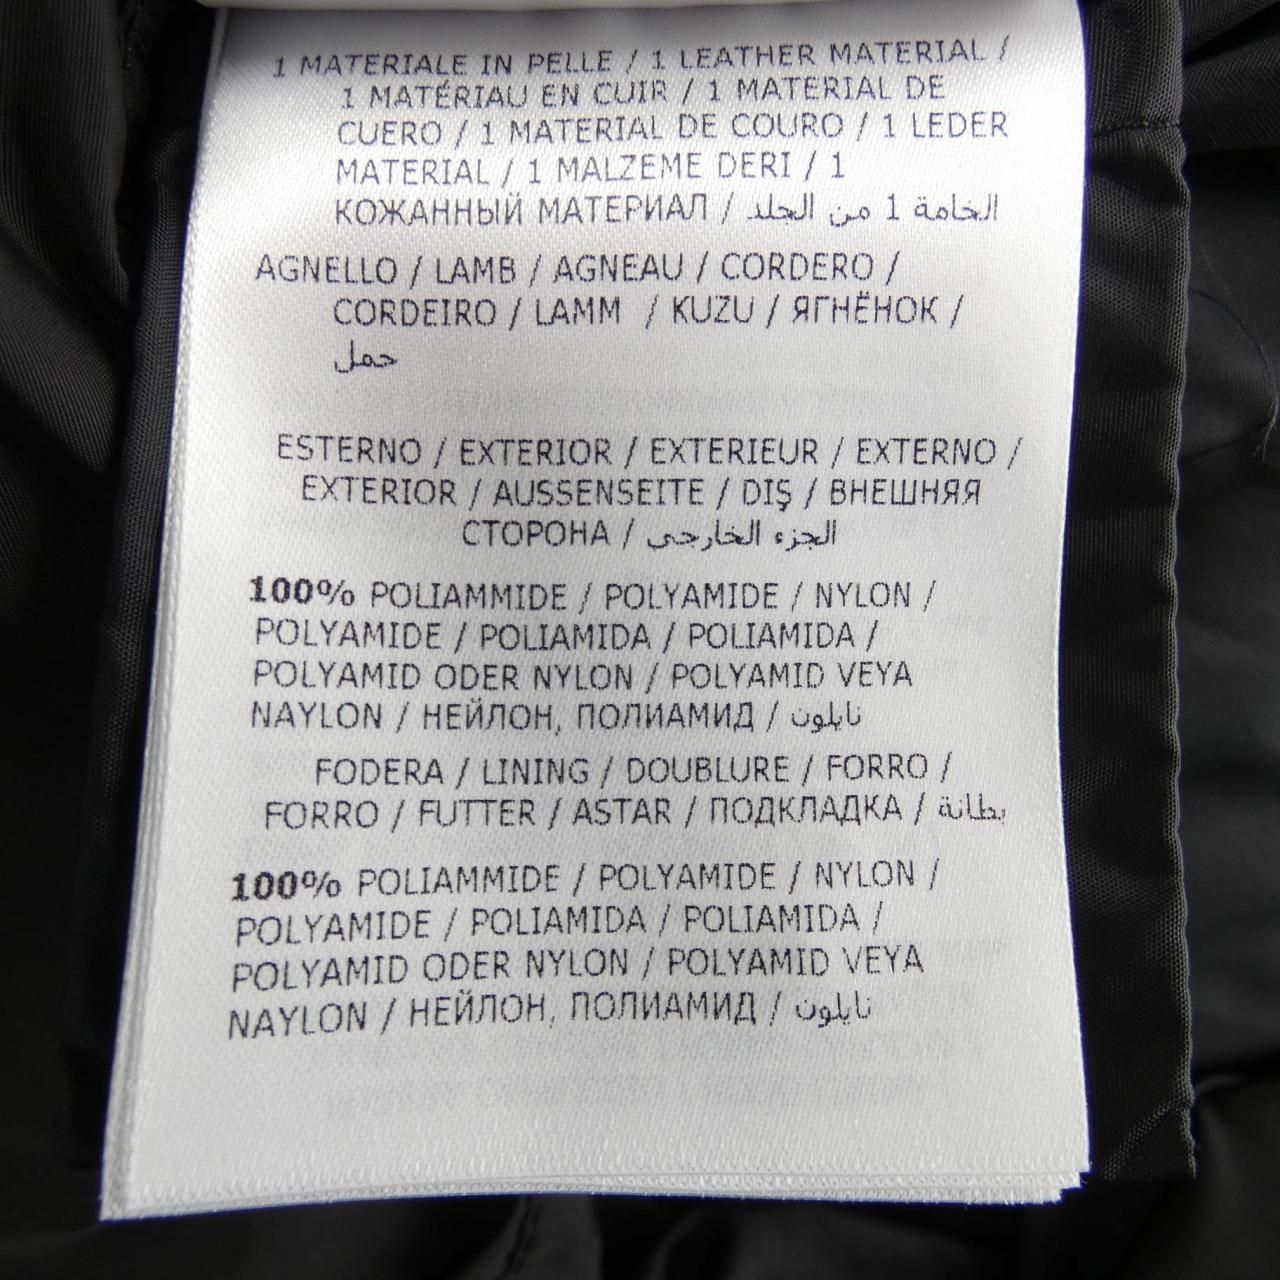 1 MATERIALE IN PELLE / 1 LEATHER MATERIAL /
1 MATÉRIAU EN CUIR / 1 MATERIAL DE
CUERO / 1 MATERIAL DE COURO / 1 LEDER
MATERIAL / 1 MALZEME DERI / 1
КОЖАННЫЙ МАТЕРИАЛ / الخامة 1 من الجلد
AGNELLO / LAMB / AGNEAU / CORDERO /
CORDEIRO / LAMM / KUZU / ЯГНЁНОК /
حمل
ESTERNO / EXTERIOR / EXTERIEUR / EXTERNO /
EXTERIOR / AUSSENSEITE / DIŞ / ВНЕШНЯЯ
СТОРОНА / الجزء الخارجي
100% POLIAMMIDE / POLYAMIDE / NYLON /
POLYAMIDE / POLIAMIDA / POLIAMIDA /
POLYAMID ODER NYLON / POLYAMID VEYA
NAYLON / НЕЙЛОН, ПОЛИАМИД / نايلون
FODERA / LINING / DOUBLURE / FORRO /
FORRO / FUTTER / ASTAR / ПОДКЛАДКА / بطانة
100% POLIAMMIDE / POLYAMIDE / NYLON /
POLYAMIDE / POLIAMIDA / POLIAMIDA /
POLYAMID ODER NYLON / POLYAMID VEYA
NAYLON / НЕЙЛОН, ПОЛИАМИД / نايلون